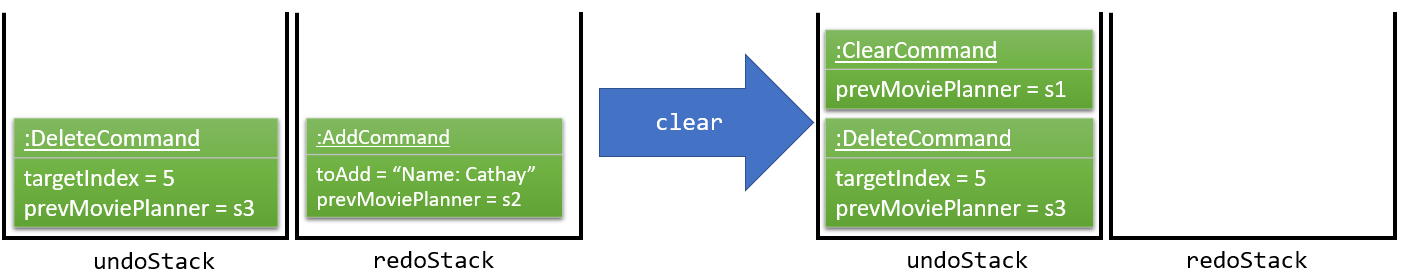 :DeleteCommand
targetIndex = 5
prevMoviePlanner = s3
undoStack
:AddCommand
toAdd = “Name: Cathay”
prevMoviePlanner = s2
redoStack
clear
:ClearCommand
prevMoviePlanner = s1
:DeleteCommand
targetIndex = 5
prevMoviePlanner = s3
undoStack
redoStack